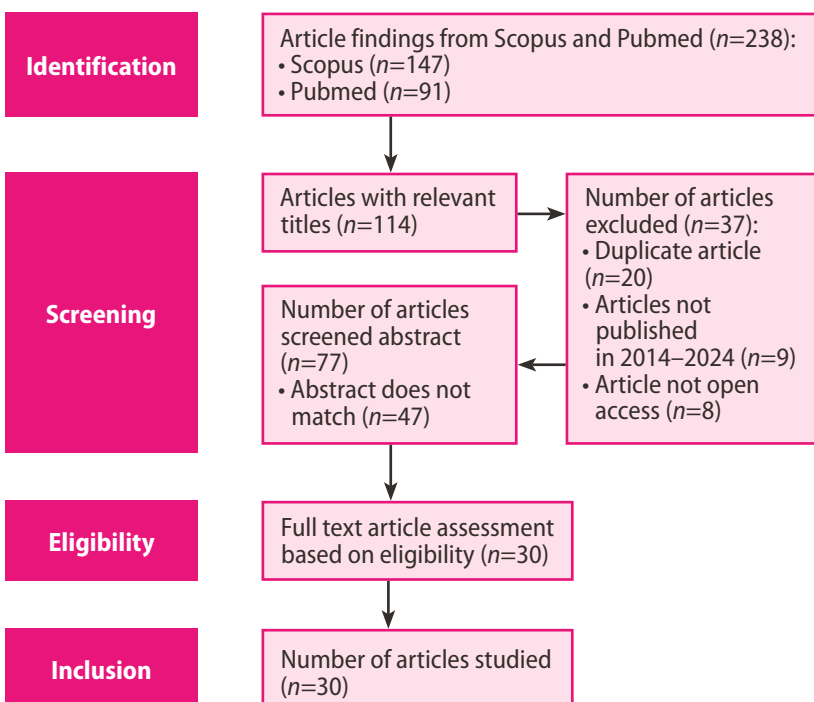 Identification
Article findings from Scopus and Pubmed (n=238):
• Scopus (n=147)
• Pubmed (n=91)
Screening
Articles with relevant
titles (n=114)
Number of articles
excluded (n=37):
• Duplicate article
(n=20)
• Articles not
published
in 2014–2024 (n=9)
• Article not open
access (n=8)
Number of articles
screened abstract
(n=77)
• Abstract does not
match (n=47)
Eligibility
Full text article assessment
based on eligibility (n=30)
Inclusion
Number of articles studied
(n=30)